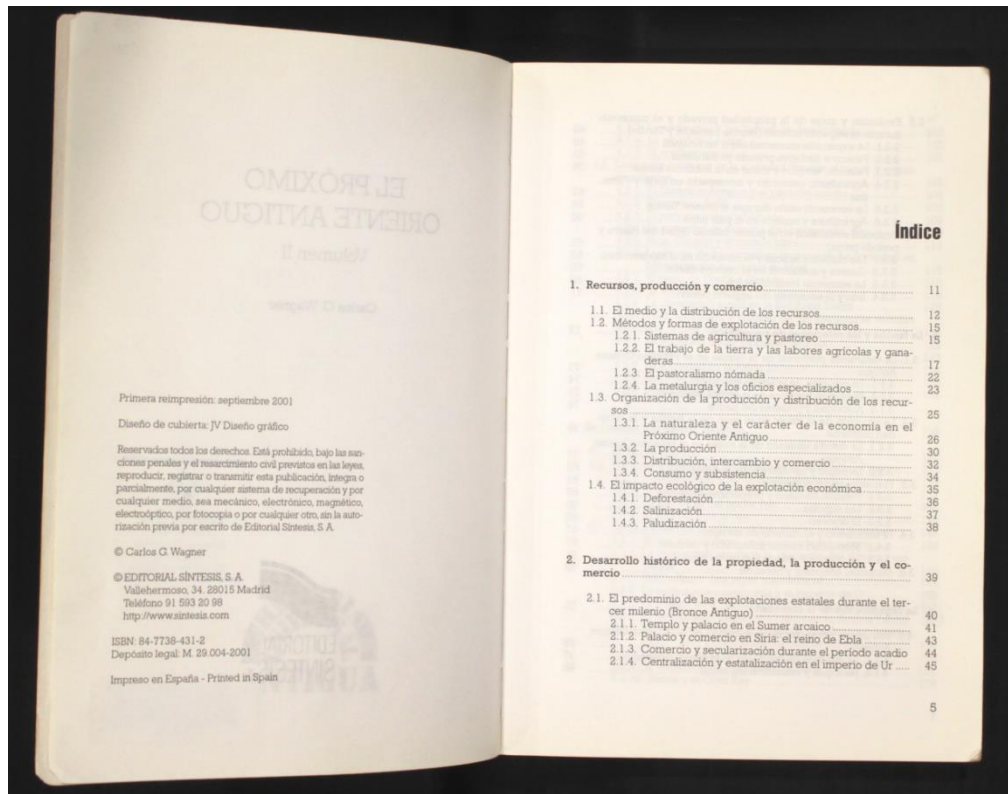 Primera reimpresión: septiembre 2001
Diseño de cubierta: JV Diseño gráfico
Reservados todos los derechos. Está prohibido, bajo las san-
ciones penales y el resarcimiento civil previstos en las leyes,
reproducir, registrar o transmitir esta publicación, íntegra o
parcialmente, por cualquier sistema de recuperación y por
cualquier medio, sea mecánico, electrónico, magnético,
electroóptico, por fotocopia o por cualquier otro, sin la auto-
rización previa por escrito de Editorial Síntesis, S. A.
© Carlos G. Wagner
© EDITORIAL SÍNTESIS, S. A.
Vallehermoso, 34. 28015 Madrid
Teléfono 91 593 20 98
http://www.sintesis.com
ISBN: 84-7738-431-2
Depósito legal: M. 29.004-2001
Impreso en España - Printed in Spain
Índice
1. Recursos, producción y comercio 11
1.1. El medio y la distribución de los recursos 12
1.2. Métodos y formas de explotación de los recursos 15
1.2.1. Sistemas de agricultura y pastoreo 15
1.2.2. El trabajo de la tierra y las labores agrícolas y gana-
deras 17
1.2.3. El pastoralismo nómada 22
1.2.4. La metalurgia y los oficios especializados 23
1.3. Organización de la producción y distribución de los recur-
sos 25
1.3.1. La naturaleza y el carácter de la economía en el
Próximo Oriente Antiguo 26
1.3.2. La producción 30
1.3.3. Distribución, intercambio y comercio 32
1.3.4. Consumo y subsistencia 34
1.4. El impacto ecológico de la explotación económica 35
1.4.1. Deforestación 36
1.4.2. Salinización 37
1.4.3. Paludización 38
2. Desarrollo histórico de la propiedad, la producción y el co-
mercio 39
2.1. El predominio de las explotaciones estatales durante el ter-
cer milenio (Bronce Antiguo) 40
2.1.1. Templo y palacio en el Sumer arcaico 41
2.1.2. Palacio y comercio en Siria: el reino de Ebla 43
2.1.3. Comercio y secularización durante el período acadio 44
2.1.4. Centralización y estatalización en el imperio de Ur 45
5